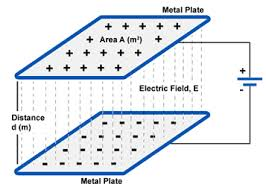 Metal Plate
Area A (m²)
Electric Field, E
Distance
d (m)
Metal Plate